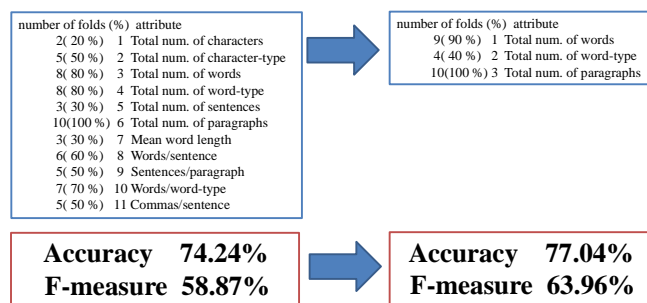 number of folds (%) attribute
2( 20 %) 1 Total num. of characters
5( 50 %) 2 Total num. of character-type
8( 80 %) 3 Total num. of words
8( 80 %) 4 Total num. of word-type
3( 30 %) 5 Total num. of sentences
10(100 %) 6 Total num. of paragraphs
3( 30 %) 7 Mean word length
6( 60 %) 8 Words/sentence
5( 50 %) 9 Sentences/paragraph
7( 70 %) 10 Words/word-type
5( 50 %) 11 Commas/sentence
number of folds (%) attribute
9( 90 %) 1 Total num. of words
4( 40 %) 2 Total num. of word-type
10(100 %) 3 Total num. of paragraphs
Accuracy 74.24%
F-measure 58.87%
Accuracy 77.04%
F-measure 63.96%